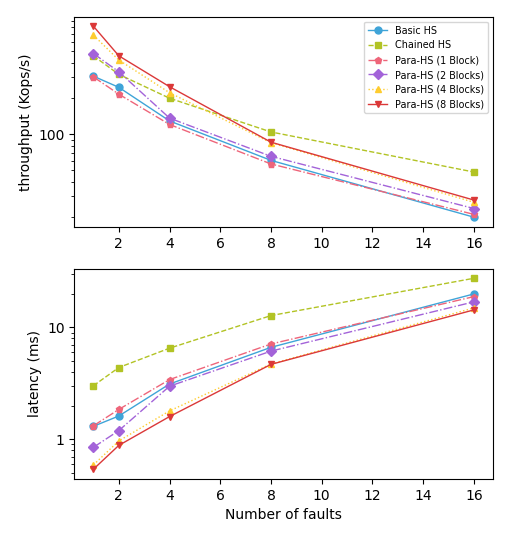 throughput (Kops/s)
100
Basic HS
Chained HS
Para-HS (1 Block)
Para-HS (2 Blocks)
Para-HS (4 Blocks)
Para-HS (8 Blocks)
2 4 6 8 10 12 14 16
latency (ms)
10
1
2 4 6 8 10 12 14 16
Number of faults